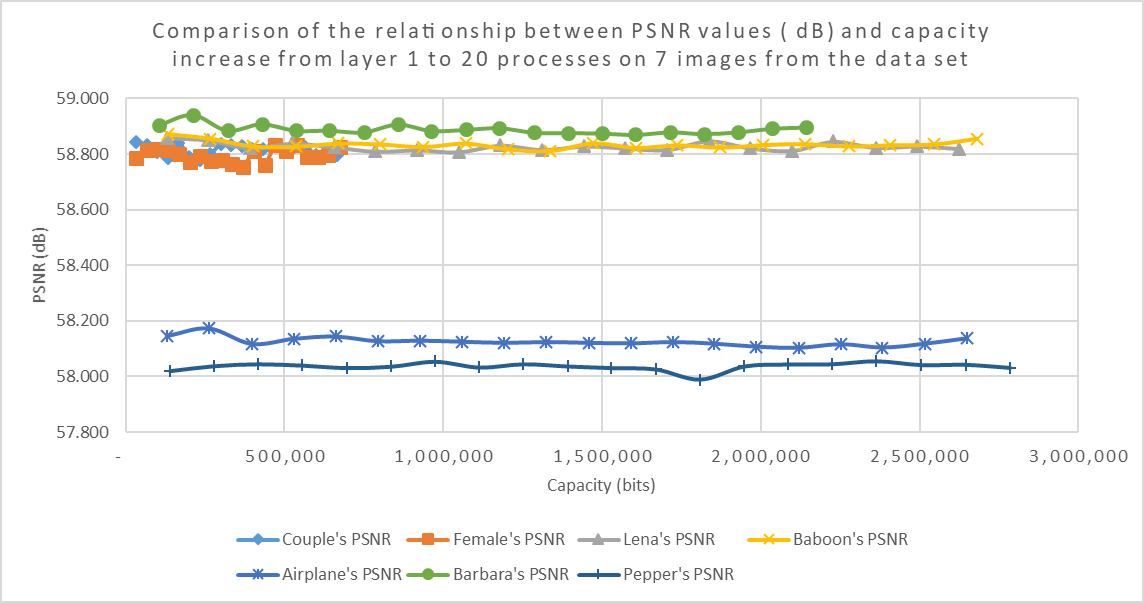 Comparison of the relationship between PSNR values ( dB) and capacity
increase from layer 1 to 20 processes on 7 images from the data set
59.000
58.800
58.600
58.400
58.200
58.000
57.800
PSNR (dB)
- 500,000 1,000,000 1,500,000 2,000,000 2,500,000 3,000,000
Capacity (bits)
Couple's PSNR Female's PSNR Lena's PSNR Baboon's PSNR
Airplane's PSNR Barbara's PSNR Pepper's PSNR